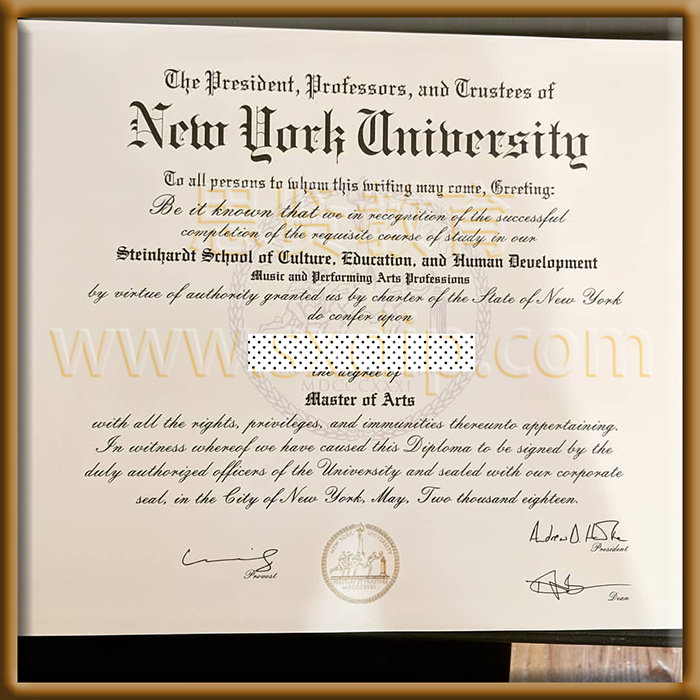 The President, Professors, and Trustees of
New York University
To all persons to whom this writing may come, Greeting:
Be it known that we in recognition of the successful
completion of the requisite course of study in our
Steinhardt School of Culture, Education, and Human Development
Music and Performing Arts Professions
by virtue of authority granted us by charter of the State of New York
do confer upon
the degree of
MDCCCXXXI
Master of Arts
with all the rights, privileges, and immunities thereunto appertaining.
In witness whereof we have caused this Diploma to be signed by the
duly authorized officers of the University and sealed with our corporate
seal, in the City of New York, May, Two thousand eighteen.
President
Provost
Dean